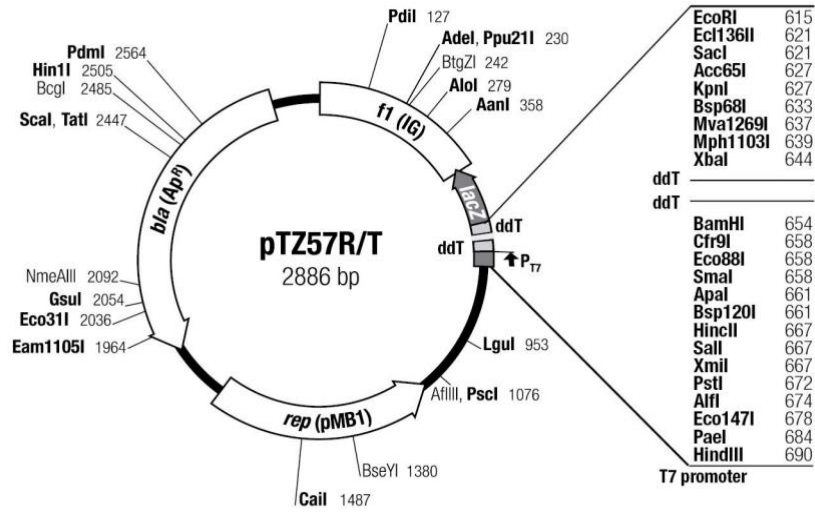 PdiI 127
AdeI, Ppu21I 230
BtgZI 242
AloI 279
AanI 358
PdmI 2564
Hin1I 2505
BcgI 2485
ScaI, TatI 2447
f1 (IG)
lacZ
ddT
ddT
PT7
bla (ApR)
pTZ57R/T
2886 bp
NmeAIII 2092
GsuI 2054
Eco31I 2036
Eam1105I 1964
LguI 953
AflIII, PscI 1076
rep (pMB1)
BseYI 1380
CaiI 1487
EcoRI 615
Ecl136II 621
SacI 621
Acc65I 627
KpnI 627
Bsp68I 633
Mva1269I 637
Mph1103I 639
XbaI 644
ddT
ddT
BamHI 654
Cfr9I 658
Eco88I 658
SmaI 658
ApaI 661
Bsp120I 661
HincII 667
SalI 667
XmiI 667
PstI 672
AlfI 674
Eco147I 678
PaeI 684
HindIII 690
T7 promoter